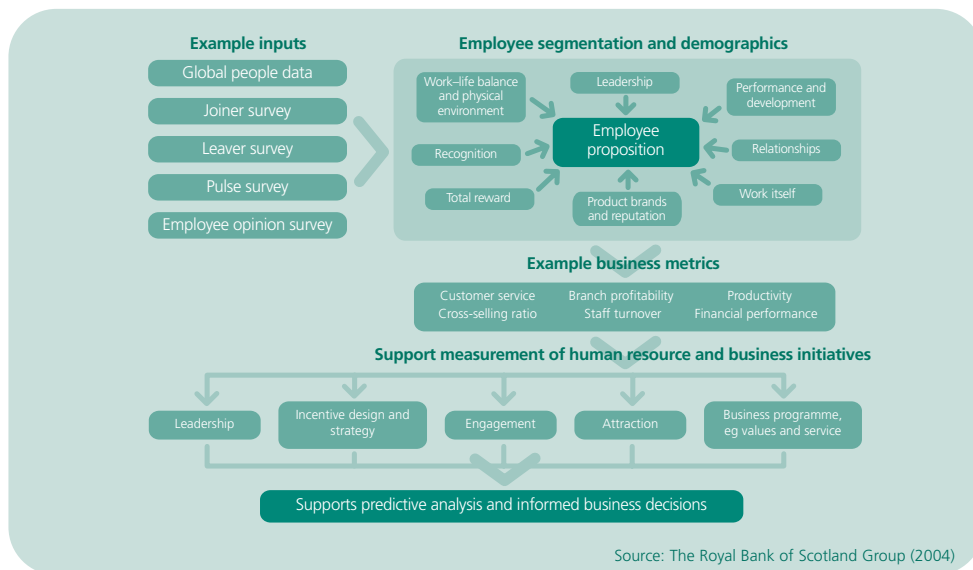 Example inputs
Global people data
Joiner survey
Leaver survey
Pulse survey
Employee opinion survey
Employee segmentation and demographics
Work–life balance
and physical
environment
Leadership
Performance and
development
Employee
proposition
Recognition
Relationships
Total reward
Product brands
and reputation
Work itself
Example business metrics
Customer service
Branch profitability
Productivity
Cross-selling ratio
Staff turnover
Financial performance
Support measurement of human resource and business initiatives
Leadership
Incentive design and
strategy
Engagement
Attraction
Business programme,
eg values and service
Supports predictive analysis and informed business decisions
Source: The Royal Bank of Scotland Group (2004)